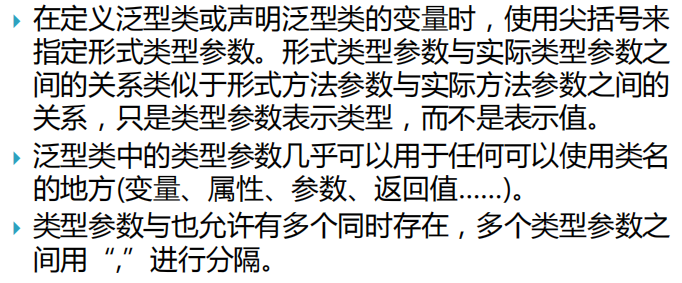 在定义泛型类或声明泛型类的变量时，使用尖括号来
指定形式类型参数。形式类型参数与实际类型参数之
间的关系类似于形式方法参数与实际方法参数之间的
关系，只是类型参数表示类型，而不是表示值。
泛型类中的类型参数几乎可以用于任何可以使用类名
的地方(变量、属性、参数、返回值……)。
类型参数与也允许有多个同时存在，多个类型参数之
间用“,”进行分隔。